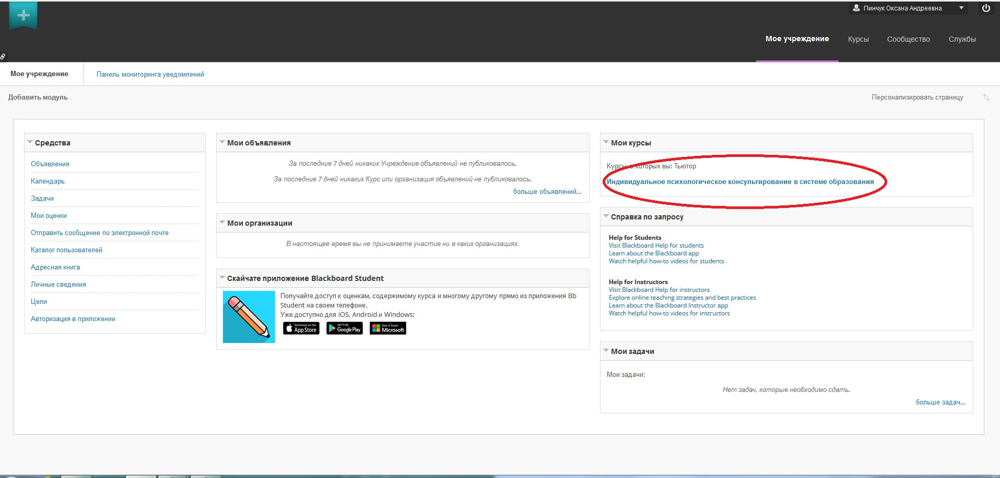 Пинчук Оксана Андреевна
Мое учреждение
Курсы
Сообщество
Службы
Мое учреждение
Панель мониторинга уведомлений
Добавить модуль
Персонализировать страницу
Средства
Объявления
Календарь
Задачи
Мои оценки
Отправить сообщение по электронной почте
Каталог пользователей
Адресная книга
Личные сведения
Цели
Авторизация в приложении
Мои объявления
За последние 7 дней никаких Учреждение объявлений не публиковалось.
За последние 7 дней никаких Курс или организация объявлений не публиковалось.
больше объявлений...
Мои организации
В настоящее время вы не принимаете участие ни в каких организациях.
Скайчате приложение Blackboard Student
Получайте доступ к оценкам, содержимому курса и многому другому прямо из приложения Bb
Student на своем телефоне.
Уже доступно для iOS, Android и Windows:
Download on the
App Store
GET IT ON
Google Play
Get it from
Microsoft
Мои курсы
Курсы, в которых вы: Тьютор
Индивидуальное психологическое консультирование в системе образования
Справка по запросу
Help for Students
Visit Blackboard Help for students
Learn about the Blackboard app
Watch helpful how-to videos for students
Help for Instructors
Visit Blackboard Help for instructors
Explore online teaching strategies and best practices
Learn about the Blackboard Instructor app
Watch helpful how-to videos for instructors
Мои задачи
Мои задачи:
Нет задач, которые необходимо сдать.
больше задач...